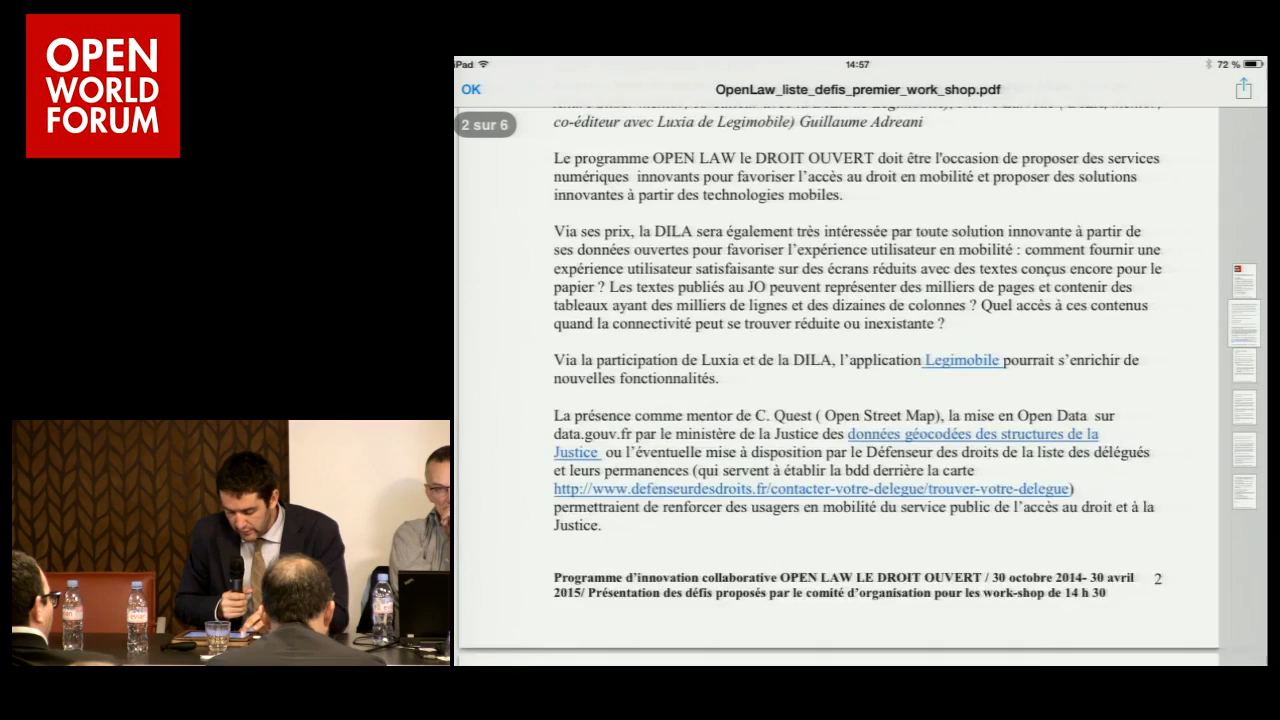 OPEN
WORLD
FORUM
iPad
14:57
72 %
OK
OpenLaw_liste_defis_premier_work_shop.pdf
2 sur 6
co-éditeur avec Luxia de Legimobile) Guillaume Adreani
Le programme OPEN LAW le DROIT OUVERT doit être l'occasion de proposer des services
numériques innovants pour favoriser l’accès au droit en mobilité et proposer des solutions
innovantes à partir des technologies mobiles.
Via ses prix, la DILA sera également très intéressée par toute solution innovante à partir de
ses données ouvertes pour favoriser l’expérience utilisateur en mobilité : comment fournir une
expérience utilisateur satisfaisante sur des écrans réduits avec des textes conçus encore pour le
papier ? Les textes publiés au JO peuvent représenter des milliers de pages et contenir des
tableaux ayant des milliers de lignes et des dizaines de colonnes ? Quel accès à ces contenus
quand la connectivité peut se trouver réduite ou inexistante ?
Via la participation de Luxia et de la DILA, l’application Legimobile pourrait s’enrichir de
nouvelles fonctionnalités.
La présence comme mentor de C. Quest ( Open Street Map), la mise en Open Data sur
data.gouv.fr par le ministère de la Justice des données géocodées des structures de la
Justice ou l’éventuelle mise à disposition par le Défenseur des droits de la liste des délégués
et leurs permanences (qui servent à établir la bdd derrière la carte
http://www.defenseurdesdroits.fr/contacter-votre-delegue/trouver-votre-delegue)
permettraient de renforcer des usagers en mobilité du service public de l’accès au droit et à la
Justice.
Programme d’innovation collaborative OPEN LAW LE DROIT OUVERT / 30 octobre 2014- 30 avril
2015/ Présentation des défis proposés par le comité d’organisation pour les work-shop de 14 h 30
2